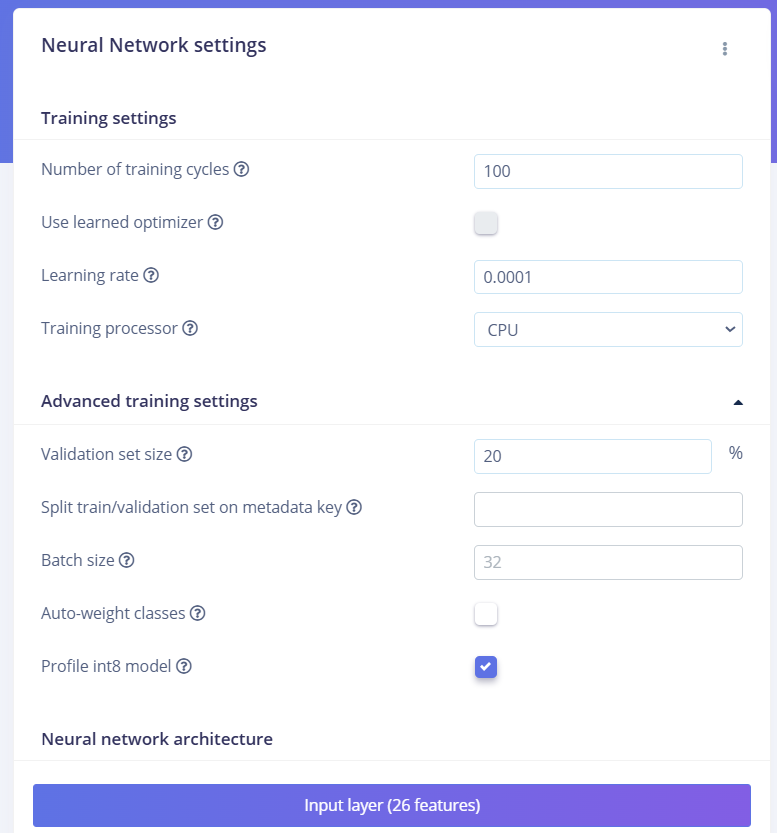 Neural Network settings
Training settings
Number of training cycles ?
100
Use learned optimizer ?
Learning rate ?
0.0001
Training processor ?
CPU
Advanced training settings
Validation set size ?
20
%
Split train/validation set on metadata key ?
Batch size ?
32
Auto-weight classes ?
Profile int8 model ?
Neural network architecture
Input layer (26 features)